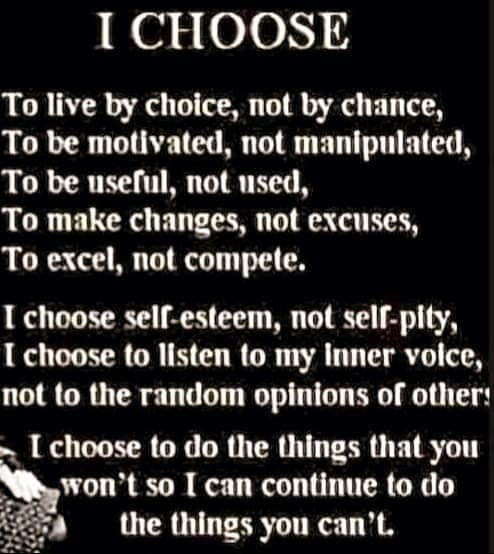 I CHOOSE
To live by choice, not by chance,
To be motivated, not manipulated,
To be useful, not used,
To make changes, not excuses,
To excel, not compete.
I choose self-esteem, not self-pity,
I choose to listen to my inner voice,
not to the random opinions of others
I choose to do the things that you
won't so I can continue to do
the things you can't.